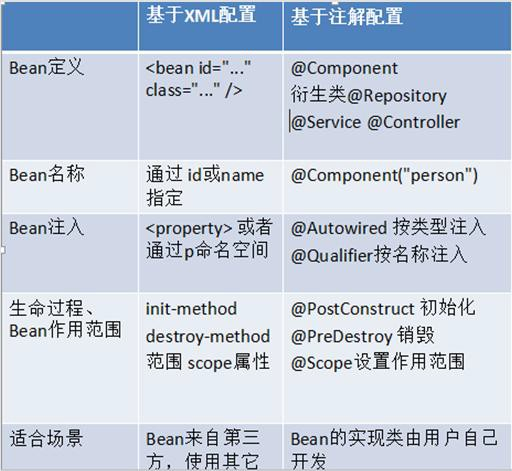 基于XML配置
基于注解配置
Bean定义
<bean id="..."
class="..." />
@Component
衍生类@Repository
@Service @Controller
Bean名称
通过 id或name
指定
@Component("person")
Bean注入
<property> 或者
通过p命名空间
@Autowired 按类型注入
@Qualifier按名称注入
生命过程、
Bean作用范围
init-method
destroy-method
范围 scope属性
@PostConstruct 初始化
@PreDestroy 销毁
@Scope设置作用范围
适合场景
Bean来自第三
方，使用其它
Bean的实现类由用户自己
开发